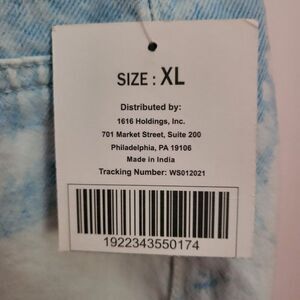 SIZE : XL
Distributed by:
1616 Holdings, Inc.
701 Market Street, Suite 200
Philadelphia, PA 19106
Made in India
Tracking Number: WS012021
1922343550174